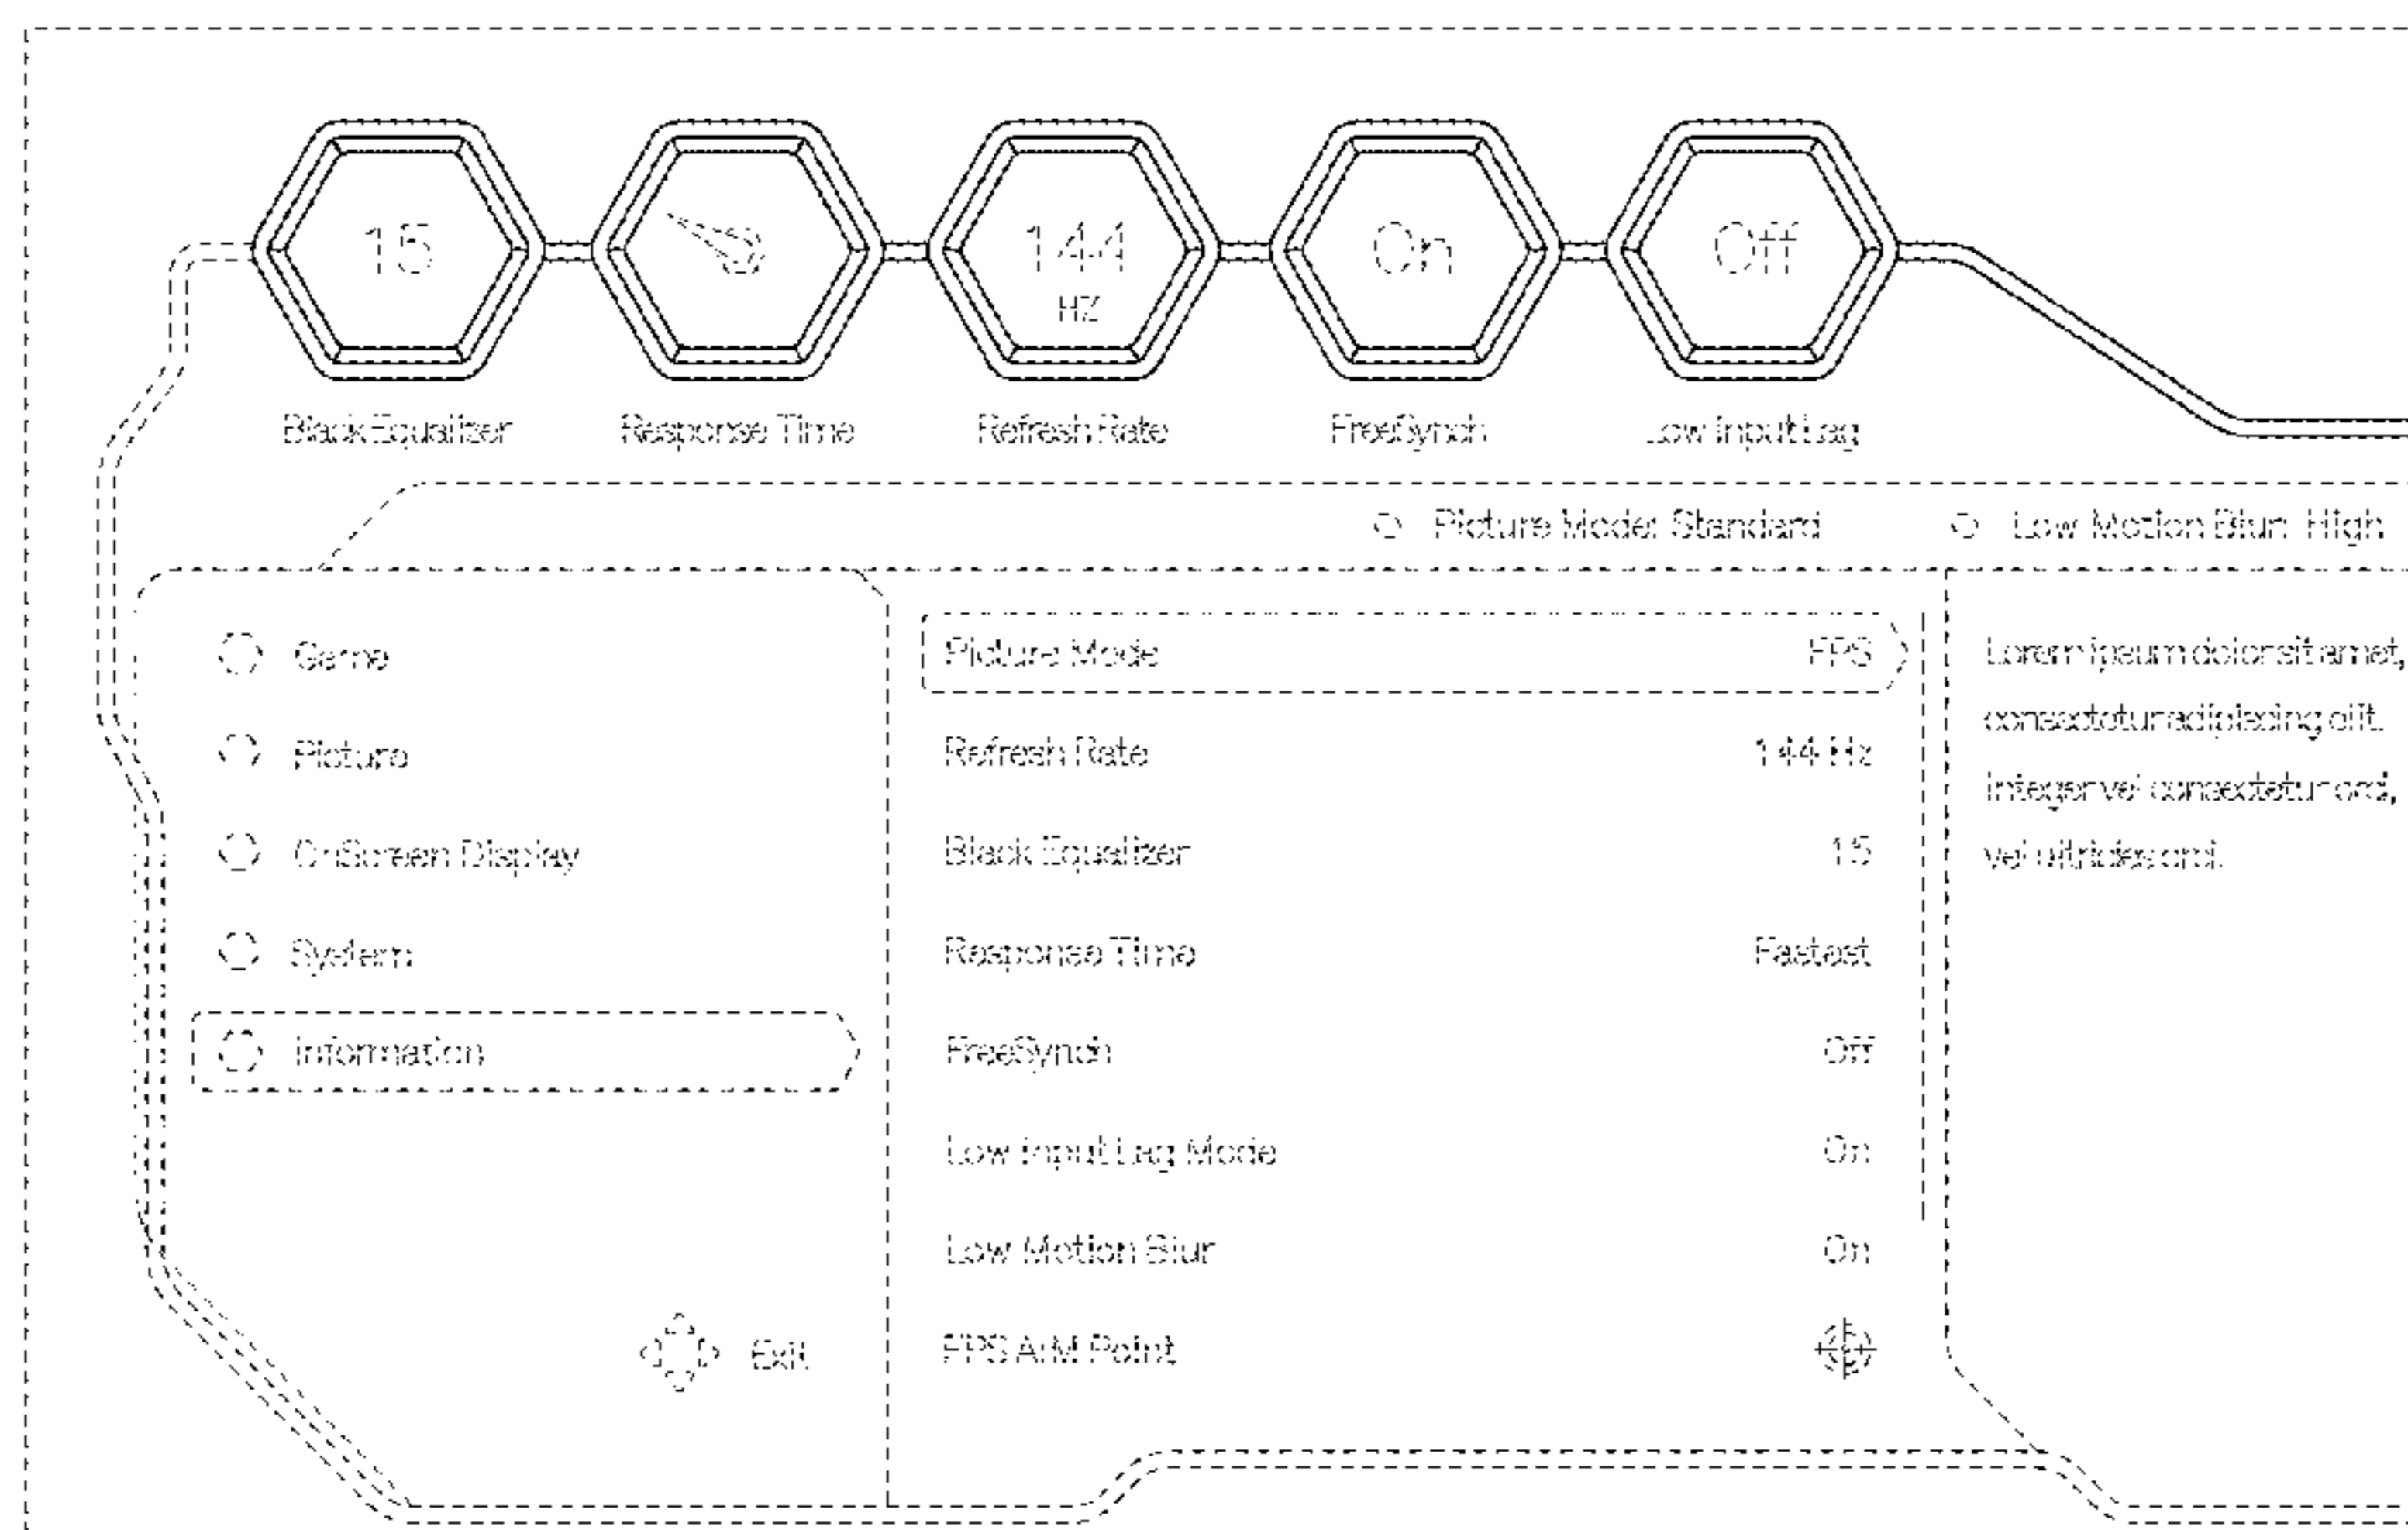 15
144
HZ
On
Off
Black Equalizer
Response Time
Refresh Rate
FreeSynch
Low Input Lag
Picture Mode: Standard
Low Motion Blur: High
Game
Picture
OnScreen Display
System
Information
Exit
Picture Mode FPS
Refresh Rate 144 Hz
Black Equalizer 15
Response Time Fastest
FreeSynch Off
Low Input Lag Mode On
Low Motion Blur On
FPS AIM Point
Lorem ipsum dolor sit amet,
consectetur adipiscing elit.
Integer vel consectetur orci,
vel ultricies orci.